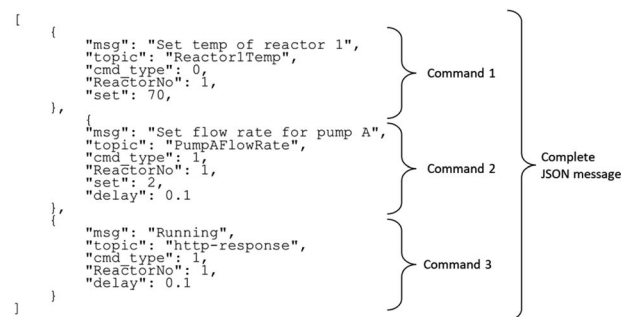 [
{
"msg": "Set temp of reactor 1",
"topic": "Reactor1Temp",
"cmd_type": 0,
"ReactorNo": 1,
"set": 70,
},
{
"msg": "Set flow rate for pump A",
"topic": "PumpAFlowRate",
"cmd_type": 1,
"ReactorNo": 1,
"set": 2,
"delay": 0.1
},
{
"msg": "Running",
"topic": "http-response",
"cmd_type": 1,
"ReactorNo": 1,
"delay": 0.1
}
]
Command 1
Command 2
Command 3
Complete
JSON message